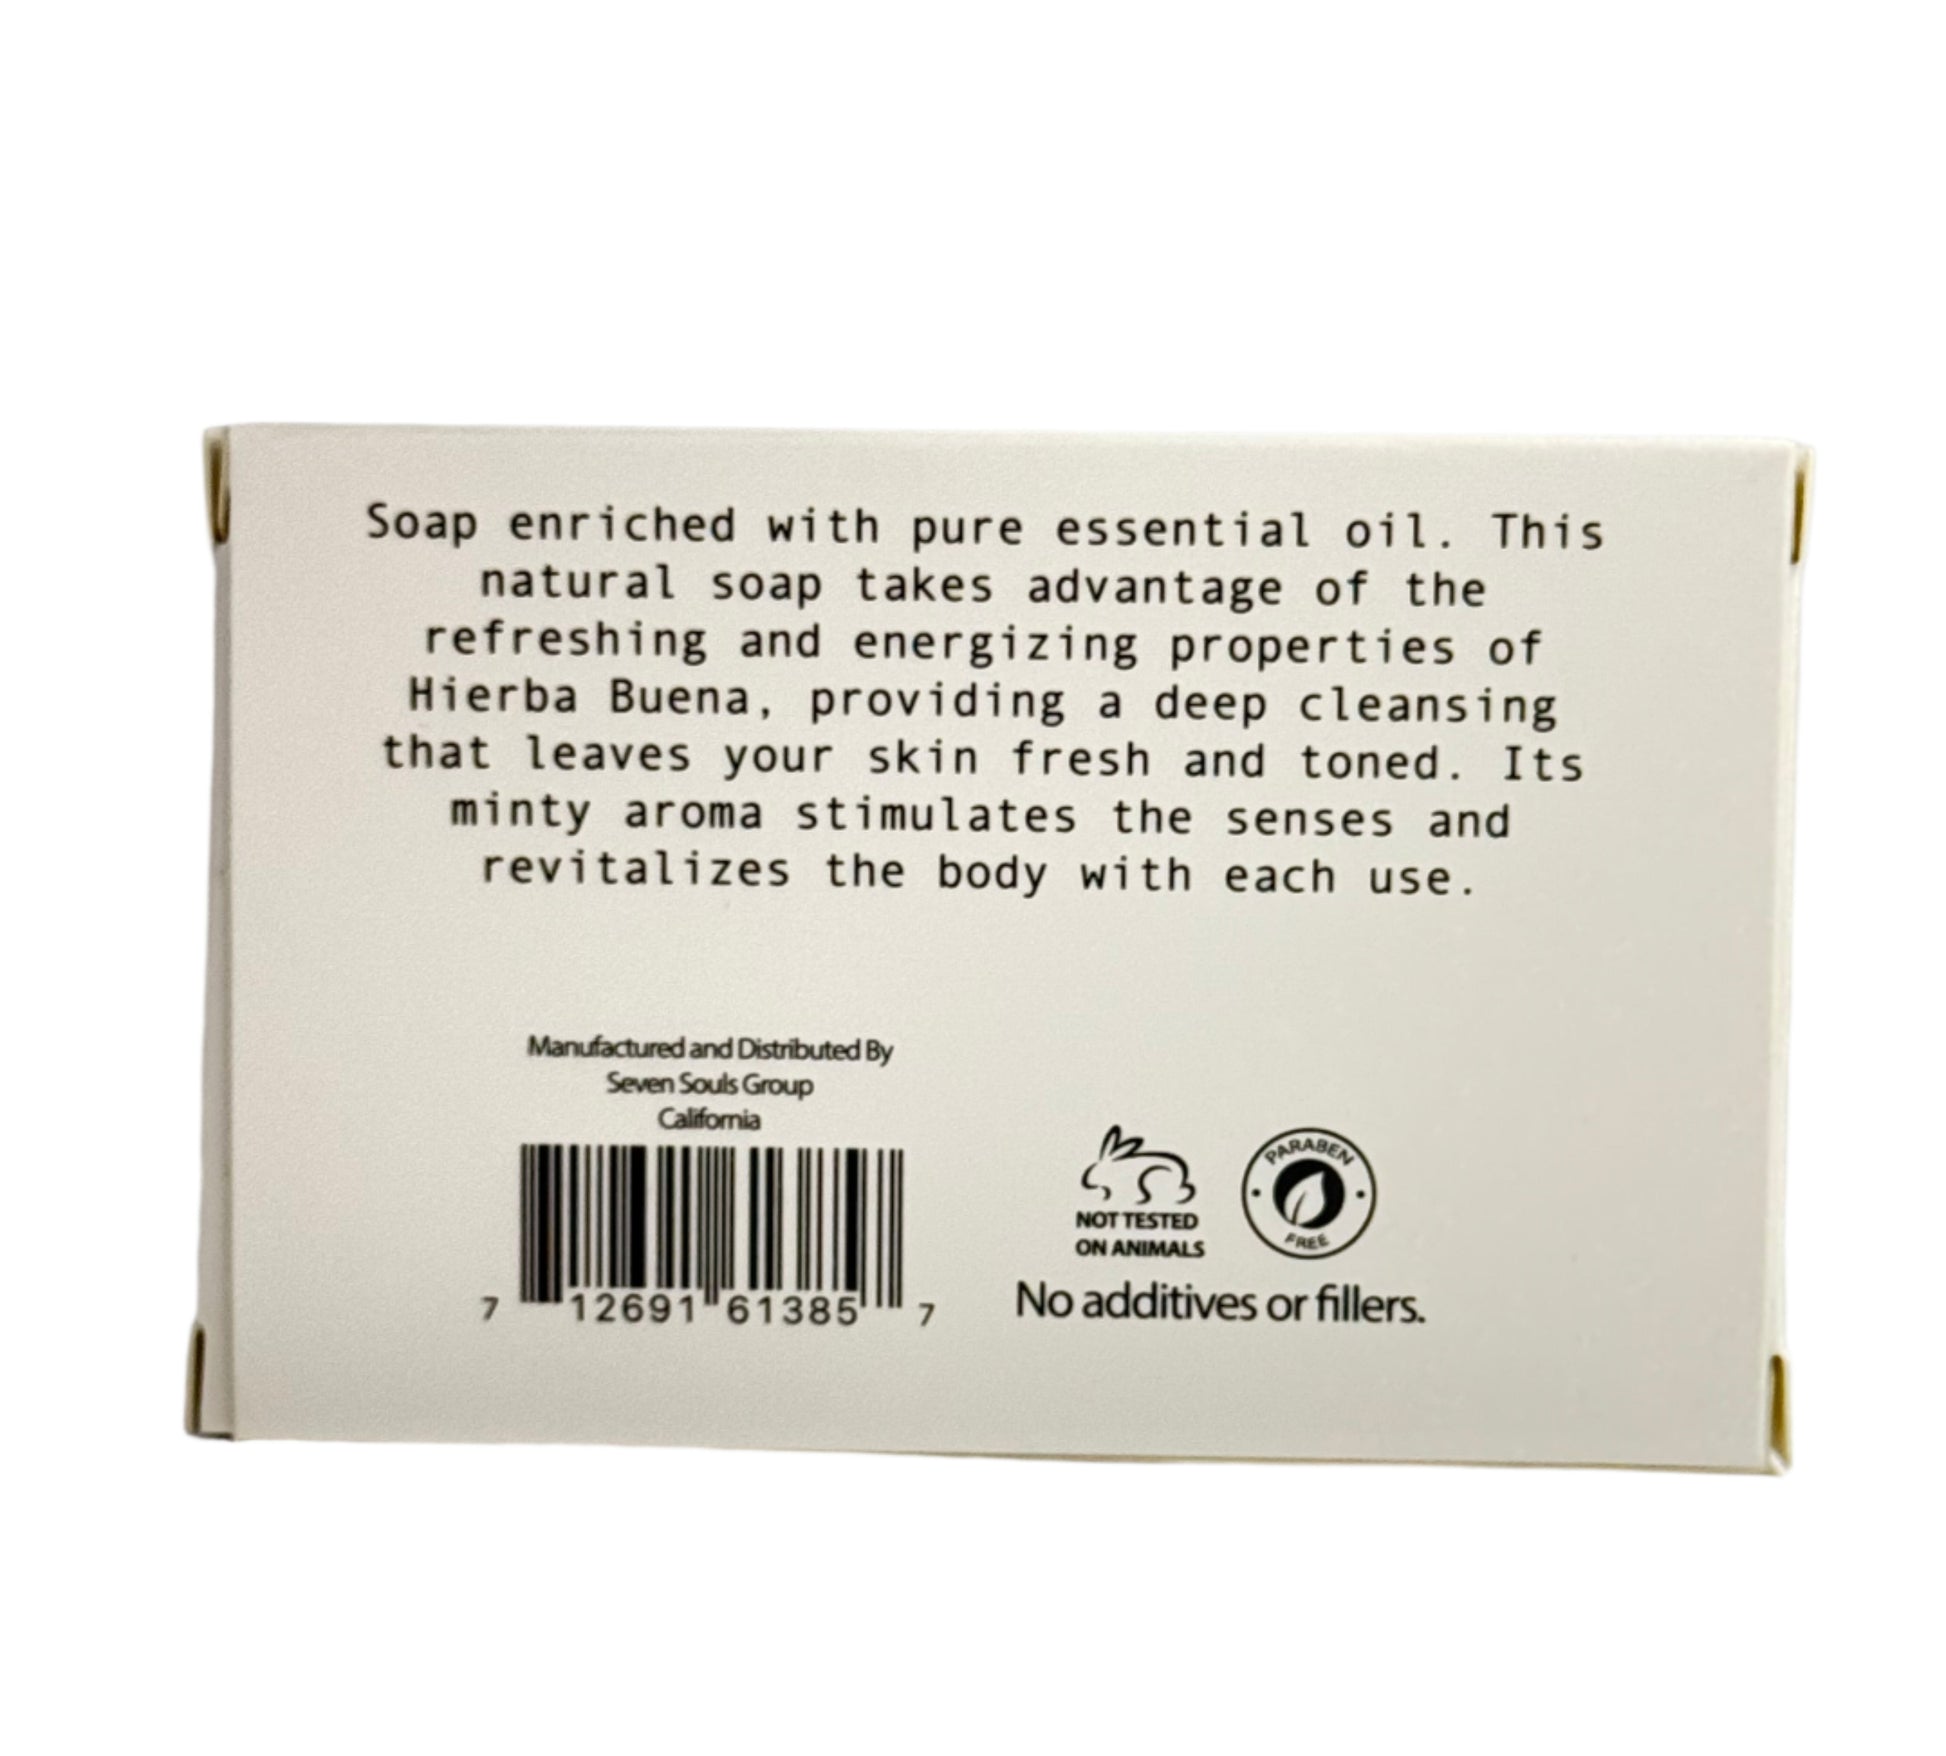 Soap enriched with pure essential oil. This
natural soap takes advantage of the
refreshing and energizing properties of
Hierba Buena, providing a deep cleansing
that leaves your skin fresh and toned. Its
minty aroma stimulates the senses and
revitalizes the body with each use.
Manufactured and Distributed By
Seven Souls Group
California
7 12691 61385 7
NOT TESTED
ON ANIMALS
PARABEN
FREE
No additives or fillers.